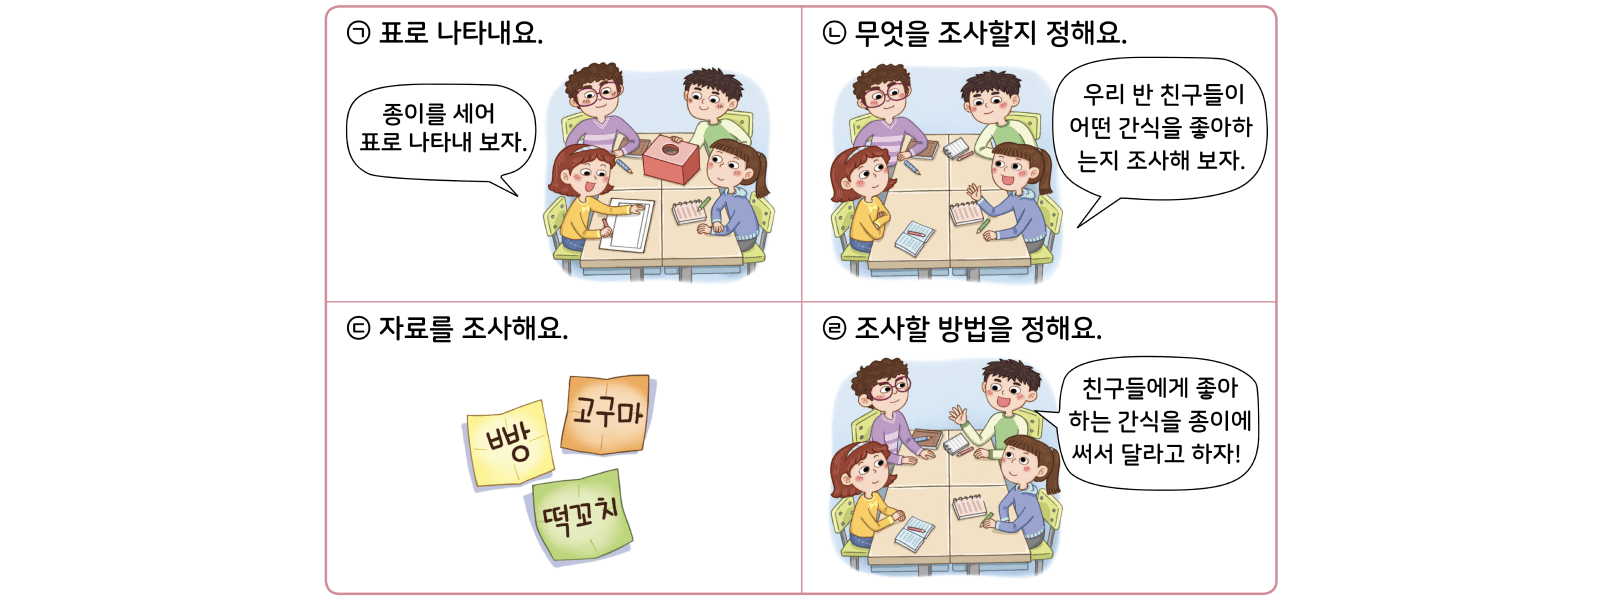 ㉠ 표로 나타내요.
종이를 세어
표로 나타내 보자.
㉡ 무엇을 조사할지 정해요.
우리 반 친구들이
어떤 간식을 좋아하
는지 조사해 보자.
㉢ 자료를 조사해요.
빵
고구마
떡꼬치
㉣ 조사할 방법을 정해요.
친구들에게 좋아
하는 간식을 종이에
써서 달라고 하자!